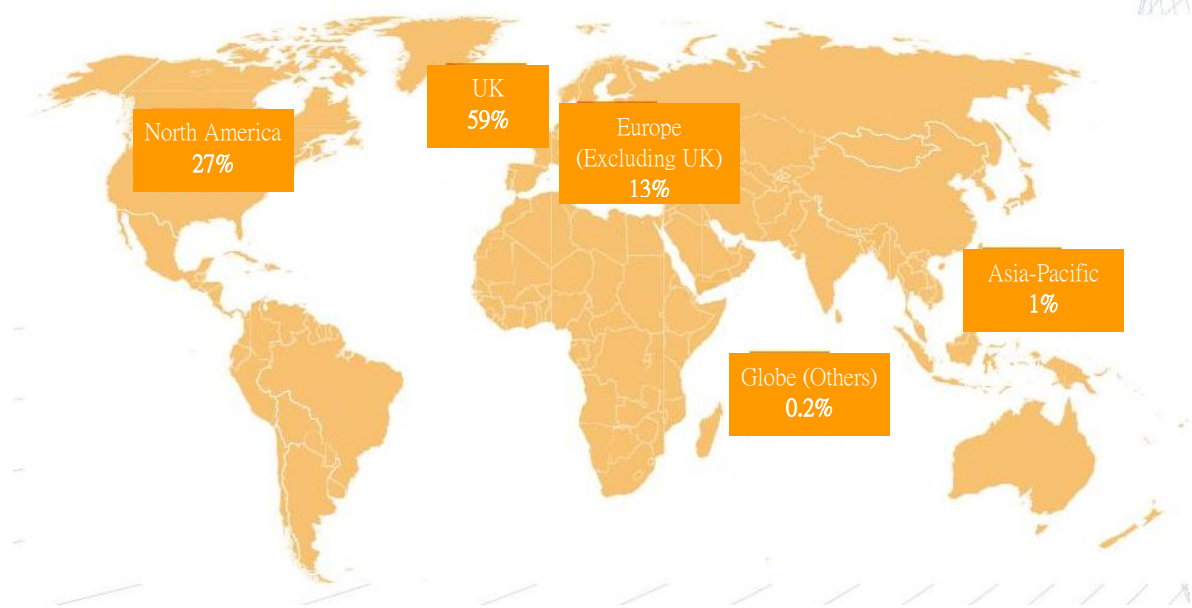 UK
59%
North America
27%
Europe
(Excluding UK)
13%
Asia-Pacific
1%
Globe (Others)
0.2%